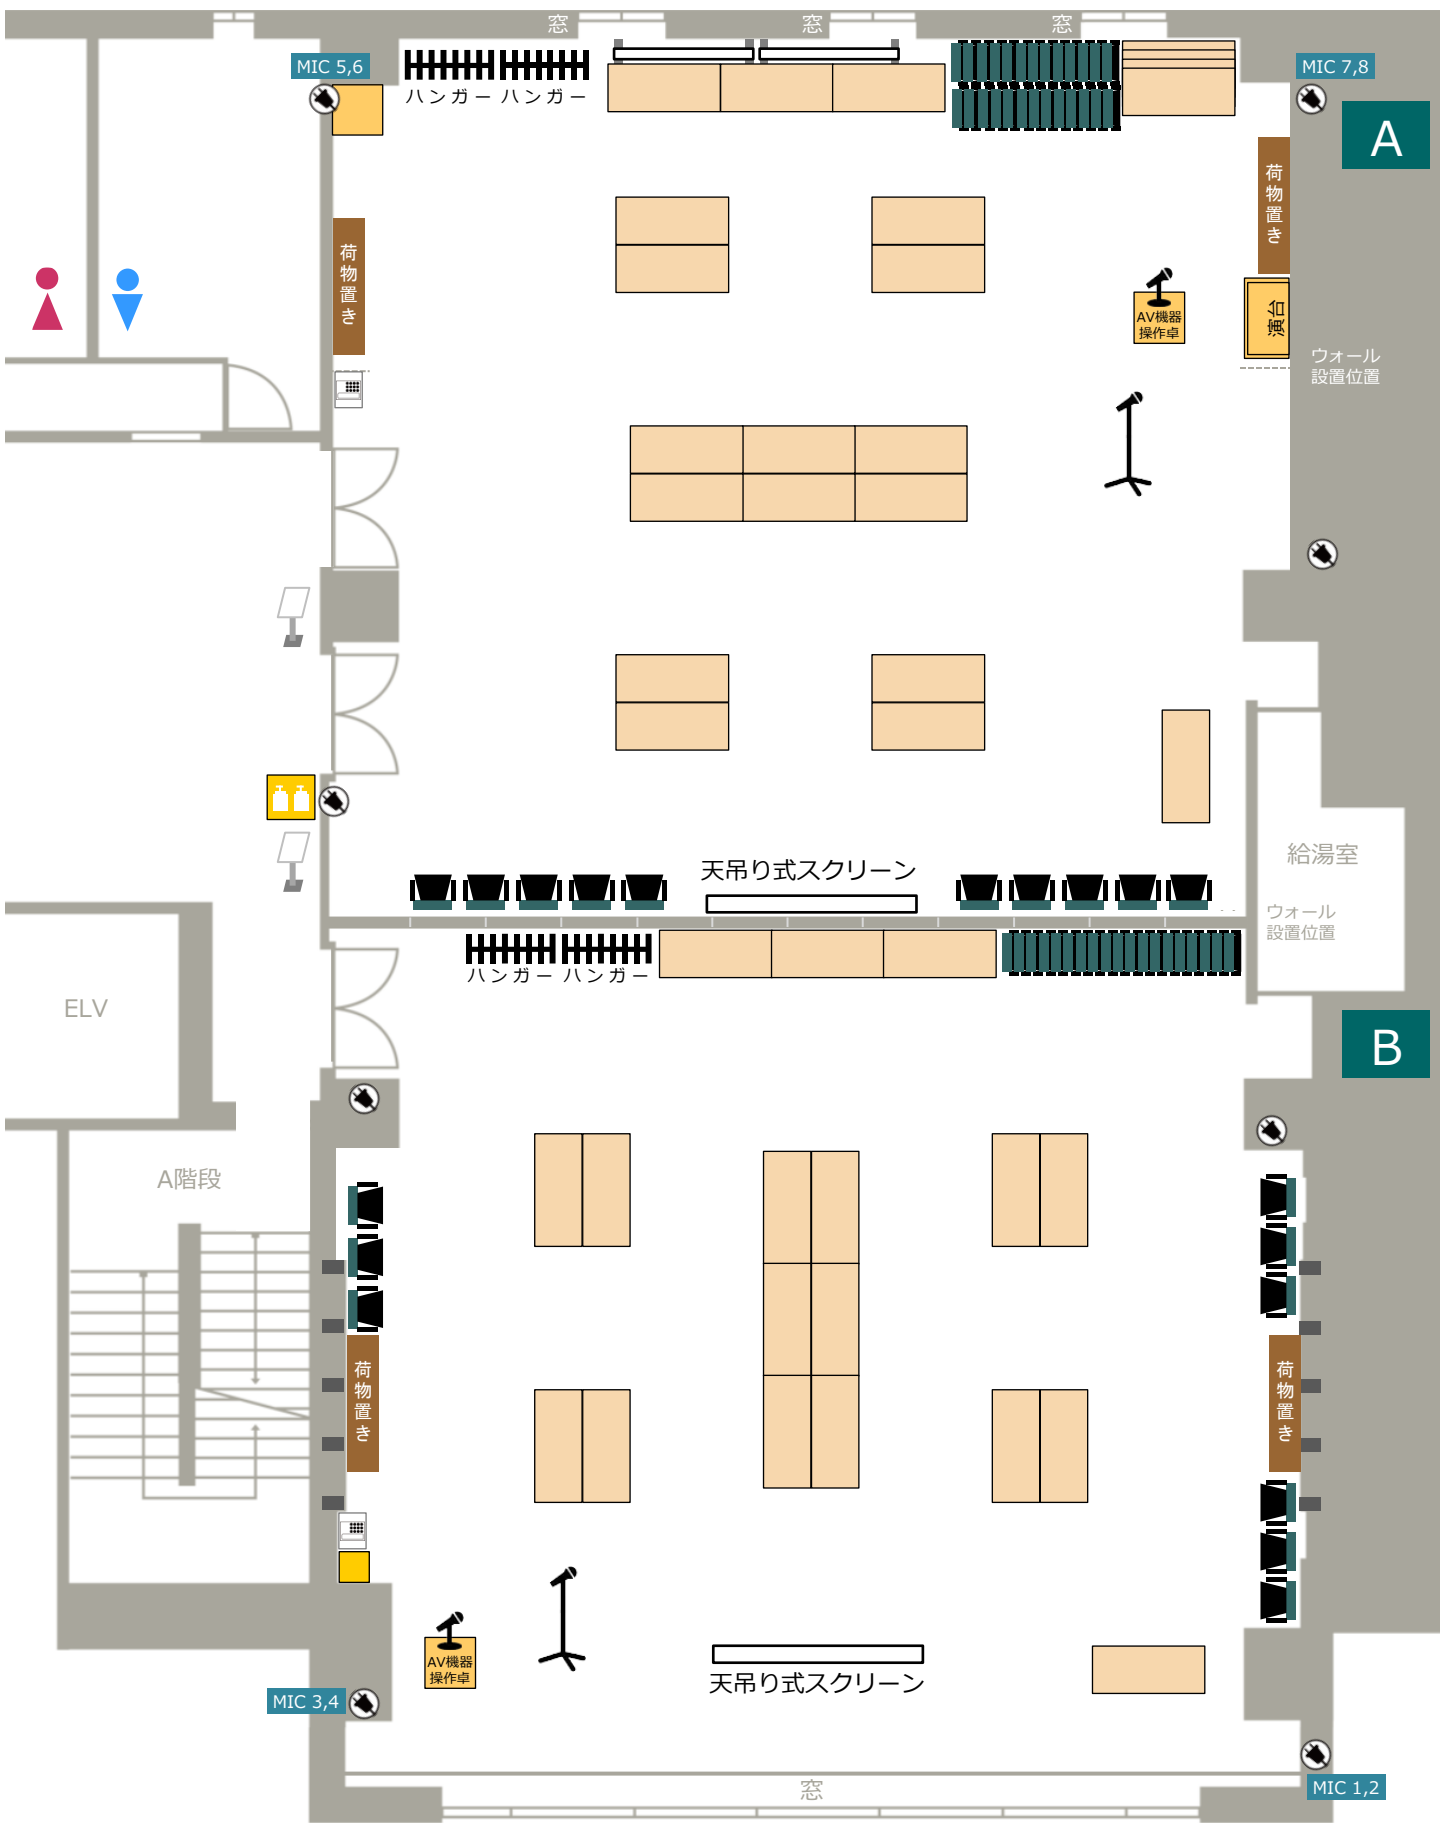 窓
窓
窓
MIC 5,6
MIC 7,8
ハンガー
ハンガー
A
荷物置き
荷物置き
AV機器
操作卓
演台
ウォール
設置位置
天吊り式スクリーン
給湯室
ウォール
設置位置
ハンガー
ハンガー
ELV
B
A階段
荷物置き
荷物置き
AV機器
操作卓
天吊り式スクリーン
MIC 3,4
窓
MIC 1,2